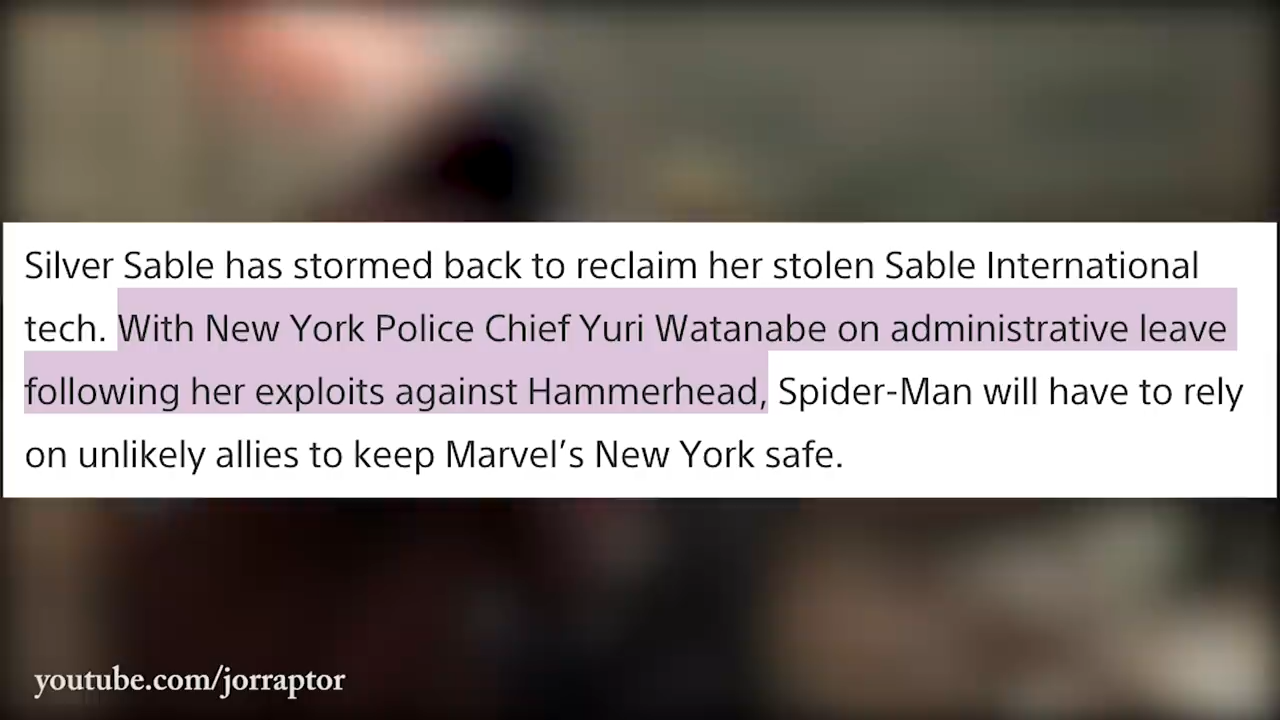 Silver Sable has stormed back to reclaim her stolen Sable International
tech. With New York Police Chief Yuri Watanabe on administrative leave
following her exploits against Hammerhead, Spider-Man will have to rely
on unlikely allies to keep Marvel’s New York safe.
youtube.com/jorraptor